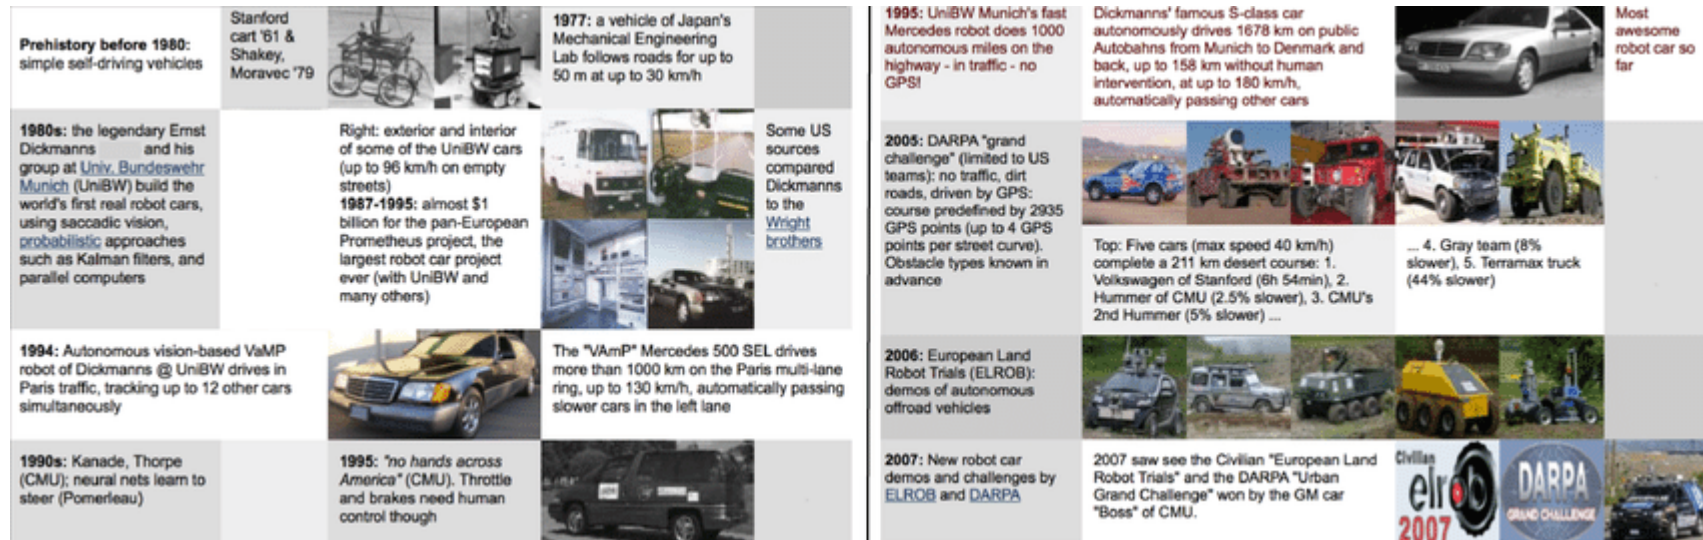 Prehistory before 1980:
simple self-driving vehicles
Stanford
cart '61 &
Shakey,
Moravec '79
1977: a vehicle of Japan's
Mechanical Engineering
Lab follows roads for up to
50 m at up to 30 km/h
1980s: the legendary Ernst
Dickmanns and his
group at Univ. Bundeswehr
Munich (UniBW) build the
world's first real robot cars,
using saccadic vision,
probabilistic approaches
such as Kalman filters, and
parallel computers
Right: exterior and interior
of some of the UniBW cars
(up to 96 km/h on empty
streets)
1987-1995: almost $1
billion for the pan-European
Prometheus project, the
largest robot car project
ever (with UniBW and
many others)
Some US
sources
compared
Dickmanns
to the
Wright
brothers
1994: Autonomous vision-based VaMP
robot of Dickmanns @ UniBW drives in
Paris traffic, tracking up to 12 other cars
simultaneously
The "VAmP" Mercedes 500 SEL drives
more than 1000 km on the Paris multi-lane
ring, up to 130 km/h, automatically passing
slower cars in the left lane
1990s: Kanade, Thorpe
(CMU); neural nets learn to
steer (Pomerleau)
1995: "no hands across
America" (CMU). Throttle
and brakes need human
control though
1995: UniBW Munich's fast
Mercedes robot does 1000
autonomous miles on the
highway - in traffic - no
GPS!
Dickmanns' famous S-class car
autonomously drives 1678 km on public
Autobahns from Munich to Denmark and
back, up to 158 km without human
intervention, at up to 180 km/h,
automatically passing other cars
Most
awesome
robot car so
far
2005: DARPA "grand
challenge" (limited to US
teams): no traffic, dirt
roads, driven by GPS:
course predefined by 2935
GPS points (up to 4 GPS
points per street curve).
Obstacle types known in
advance
Top: Five cars (max speed 40 km/h)
complete a 211 km desert course: 1.
Volkswagen of Stanford (6h 54min), 2.
Hummer of CMU (2.5% slower), 3. CMU's
2nd Hummer (5% slower) ...
... 4. Gray team (8%
slower), 5. Terramax truck
(44% slower)
2006: European Land
Robot Trials (ELROB):
demos of autonomous
offroad vehicles
2007: New robot car
demos and challenges by
ELROB and DARPA
2007 saw see the Civilian "European Land
Robot Trials" and the DARPA "Urban
Grand Challenge" won by the GM car
"Boss" of CMU.
Civilian
elrob
2007
DARPA
GRAND CHALLENGE